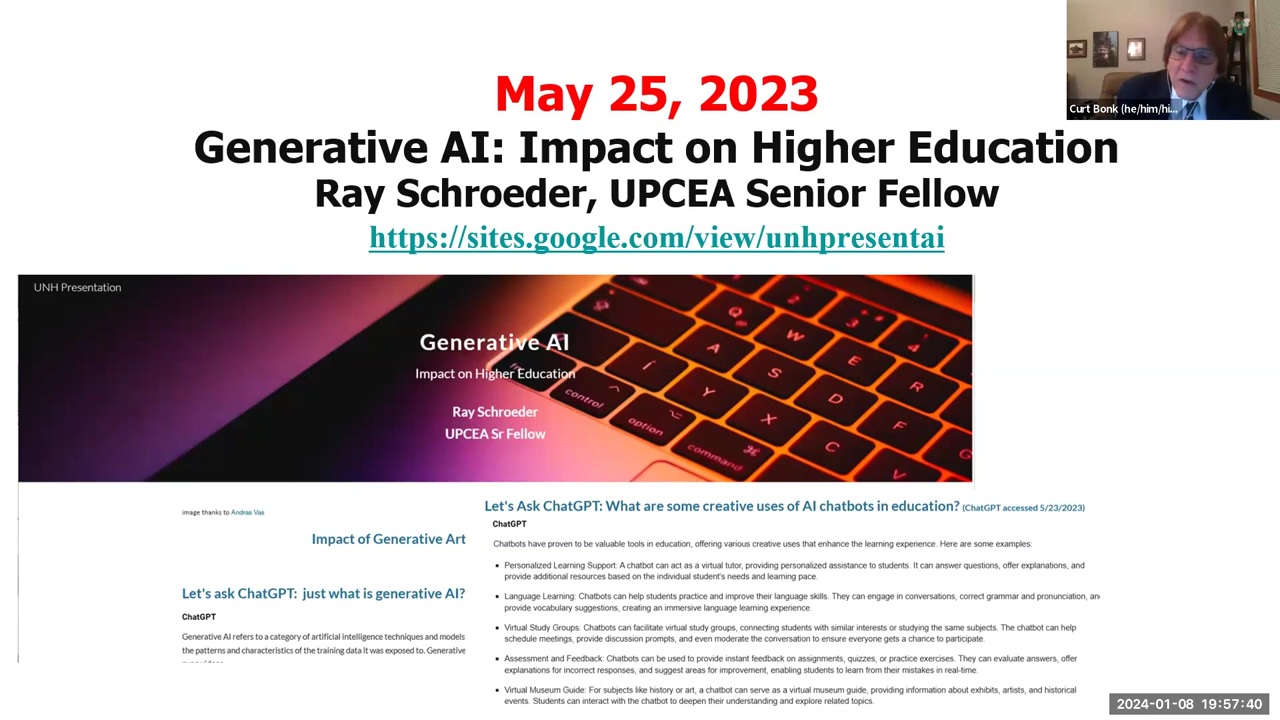 May 25, 2023
Generative AI: Impact on Higher Education
Ray Schroeder, UPCEA Senior Fellow
https://sites.google.com/view/unhpresentai
Curt Bonk (he/him/hi...
UNH Presentation
Generative AI
Impact on Higher Education
Ray Schroeder
UPCEA Sr Fellow
control
option
command
Q
W
E
R
A
S
D
F
G
Y
X
C
V
2
3
4
image thanks to Andras Vas
Impact of Generative Art
Let's ask ChatGPT: just what is generative AI?
ChatGPT
Generative AI refers to a category of artificial intelligence techniques and models
the patterns and characteristics of the training data it was exposed to. Generative
Let's Ask ChatGPT: What are some creative uses of AI chatbots in education? (ChatGPT accessed 5/23/2023)
ChatGPT
Chatbots have proven to be valuable tools in education, offering various creative uses that enhance the learning experience. Here are some examples:
▪ Personalized Learning Support: A chatbot can act as a virtual tutor, providing personalized assistance to students. It can answer questions, offer explanations, and
provide additional resources based on the individual student's needs and learning pace.
▪ Language Learning: Chatbots can help students practice and improve their language skills. They can engage in conversations, correct grammar and pronunciation, an
provide vocabulary suggestions, creating an immersive language learning experience.
▪ Virtual Study Groups: Chatbots can facilitate virtual study groups, connecting students with similar interests or studying the same subjects. The chatbot can help
schedule meetings, provide discussion prompts, and even moderate the conversation to ensure everyone gets a chance to participate.
▪ Assessment and Feedback: Chatbots can be used to provide instant feedback on assignments, quizzes, or practice exercises. They can evaluate answers, offer
explanations for incorrect responses, and suggest areas for improvement, enabling students to learn from their mistakes in real-time.
▪ Virtual Museum Guide: For subjects like history or art, a chatbot can serve as a virtual museum guide, providing information about exhibits, artists, and historical
events. Students can interact with the chatbot to deepen their understanding and explore related topics.
2024-01-08 19:57:40